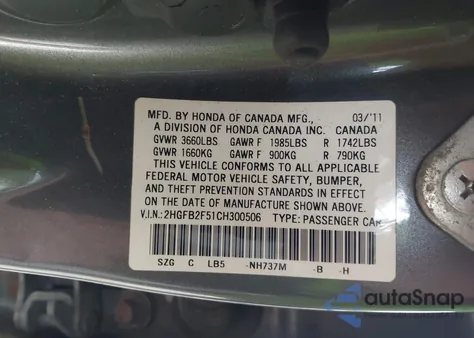 MFD. BY HONDA OF CANADA MFG., 03/'11
A DIVISION OF HONDA CANADA INC. CANADA
GVWR 3660LBS GAWR F 1985LBS R 1742LBS
GVWR 1660KG GAWR F 900KG R 790KG
THIS VEHICLE CONFORMS TO ALL APPLICABLE
FEDERAL MOTOR VEHICLE SAFETY, BUMPER,
AND THEFT PREVENTION STANDARDS IN EFFECT
ON THE DATE OF MANUFACTURE SHOWN ABOVE.
V.I.N.:2HGFB2F51CH300506 TYPE:PASSENGER CAR
SZG C LB5 -NH737M -B -H
autaSnap